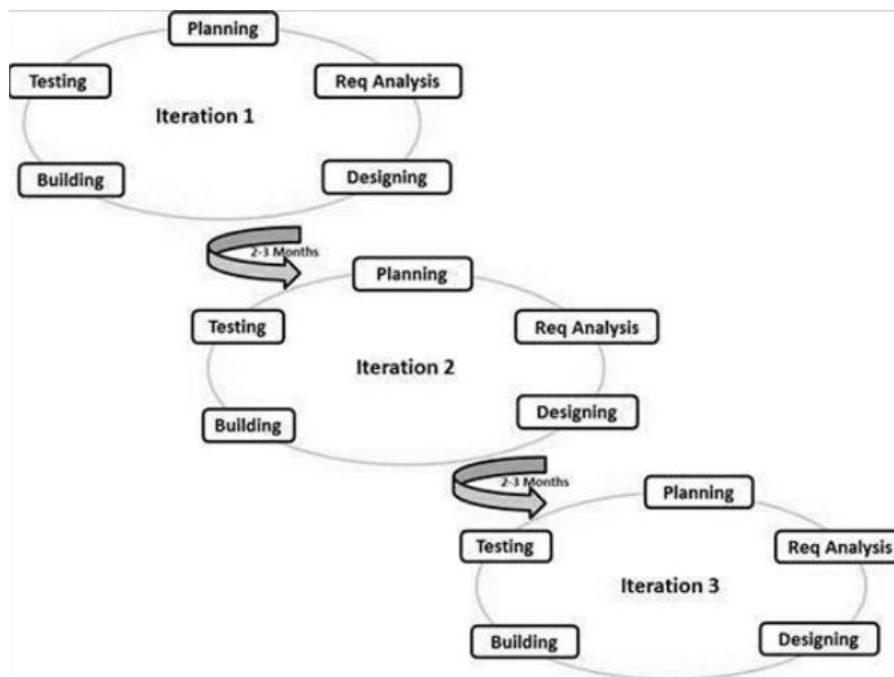 Planning
Testing
Req Analysis
Iteration 1
Building
Designing
2-3 Months
Planning
Testing
Req Analysis
Iteration 2
Building
Designing
2-3 Months
Planning
Testing
Req Analysis
Iteration 3
Building
Designing